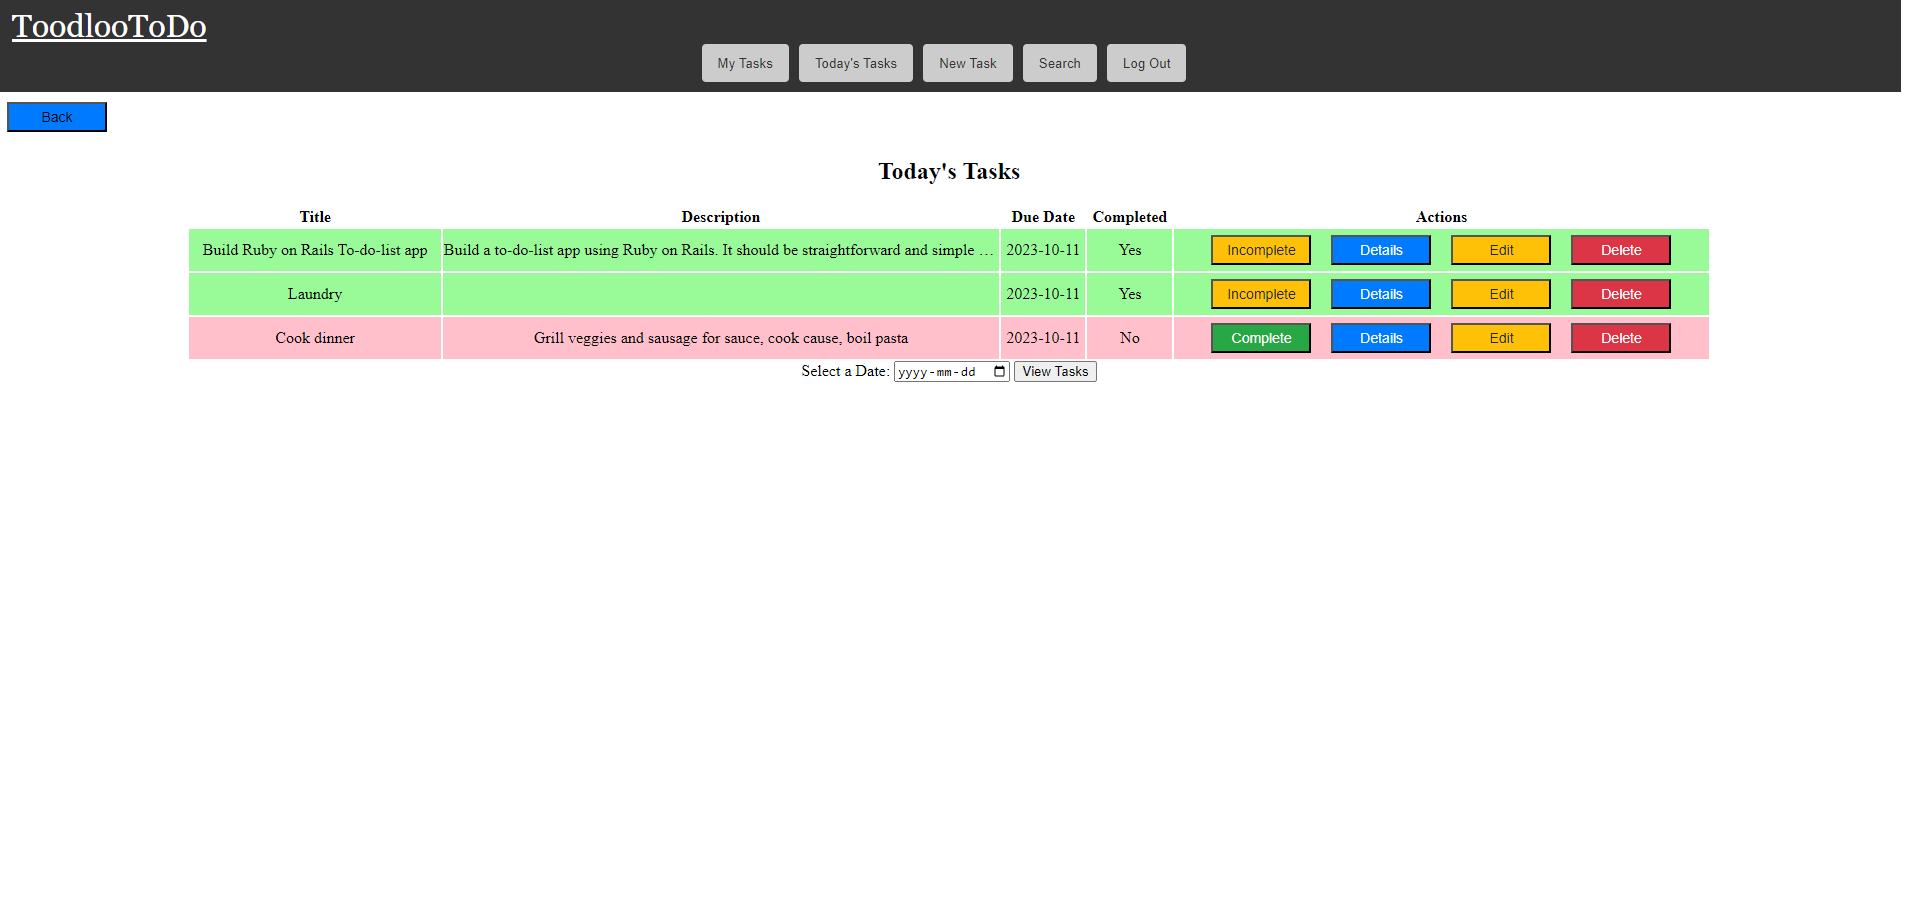 ToodlooToDo
My Tasks Today's Tasks New Task Search Log Out
Back
Today's Tasks
Title Description Due Date Completed Actions
Build Ruby on Rails To-do-list app Build a to-do-list app using Ruby on Rails. It should be straightforward and simple … 2023-10-11 Yes Incomplete Details Edit Delete
Laundry 2023-10-11 Yes Incomplete Details Edit Delete
Cook dinner Grill veggies and sausage for sauce, cook cause, boil pasta 2023-10-11 No Complete Details Edit Delete
Select a Date: yyyy-mm-dd View Tasks